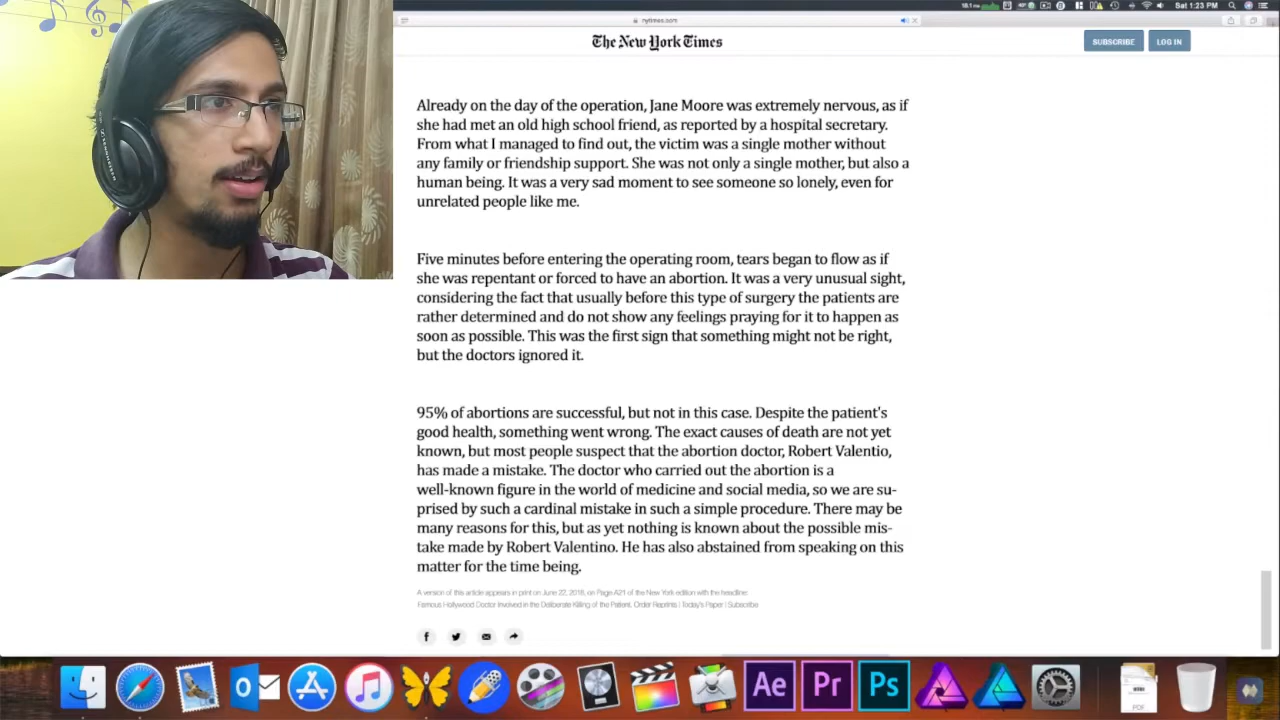 18.1 ms
Sat 1:23 PM
nytimes.com
The New York Times
SUBSCRIBE
LOG IN
Already on the day of the operation, Jane Moore was extremely nervous, as if
she had met an old high school friend, as reported by a hospital secretary.
From what I managed to find out, the victim was a single mother without
any family or friendship support. She was not only a single mother, but also a
human being. It was a very sad moment to see someone so lonely, even for
unrelated people like me.
Five minutes before entering the operating room, tears began to flow as if
she was repentant or forced to have an abortion. It was a very unusual sight,
considering the fact that usually before this type of surgery the patients are
rather determined and do not show any feelings praying for it to happen as
soon as possible. This was the first sign that something might not be right,
but the doctors ignored it.
95% of abortions are successful, but not in this case. Despite the patient's
good health, something went wrong. The exact causes of death are not yet
known, but most people suspect that the abortion doctor, Robert Valentio,
has made a mistake. The doctor who carried out the abortion is a
well-known figure in the world of medicine and social media, so we are su-
prised by such a cardinal mistake in such a simple procedure. There may be
many reasons for this, but as yet nothing is known about the possible mis-
take made by Robert Valentino. He has also abstained from speaking on this
matter for the time being.
A version of this article appears in print on June 22, 2018, on Page A21 of the New York edition with the headline:
Famous Hollywood Doctor Involved in the Deliberate Killing of the Patient. Order Reprints | Today's Paper | Subscribe
Ae
Pr
Ps
PDF